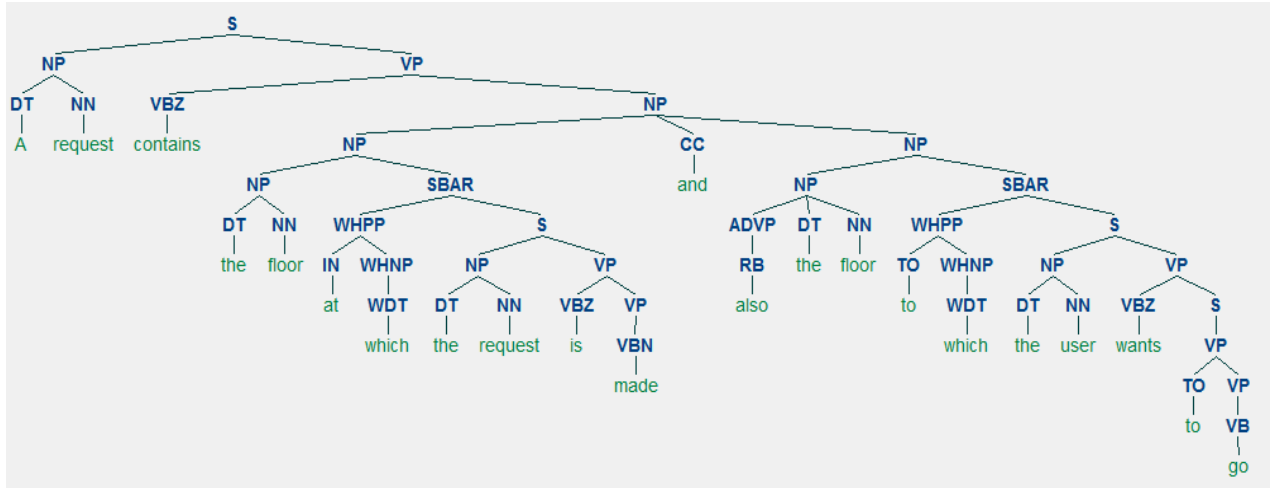 S
NP VP
DT NN VBZ NP
A request contains NP CC NP
NP SBAR and NP SBAR
DT NN WHPP S ADVP DT NN WHPP S
the floor IN WHNP NP VP RB the floor TO WHNP NP VP
at WDT DT NN VBZ VP also to WDT DT NN VBZ S
which the request is VBN which the user wants VP
made TO VP
to VB
go